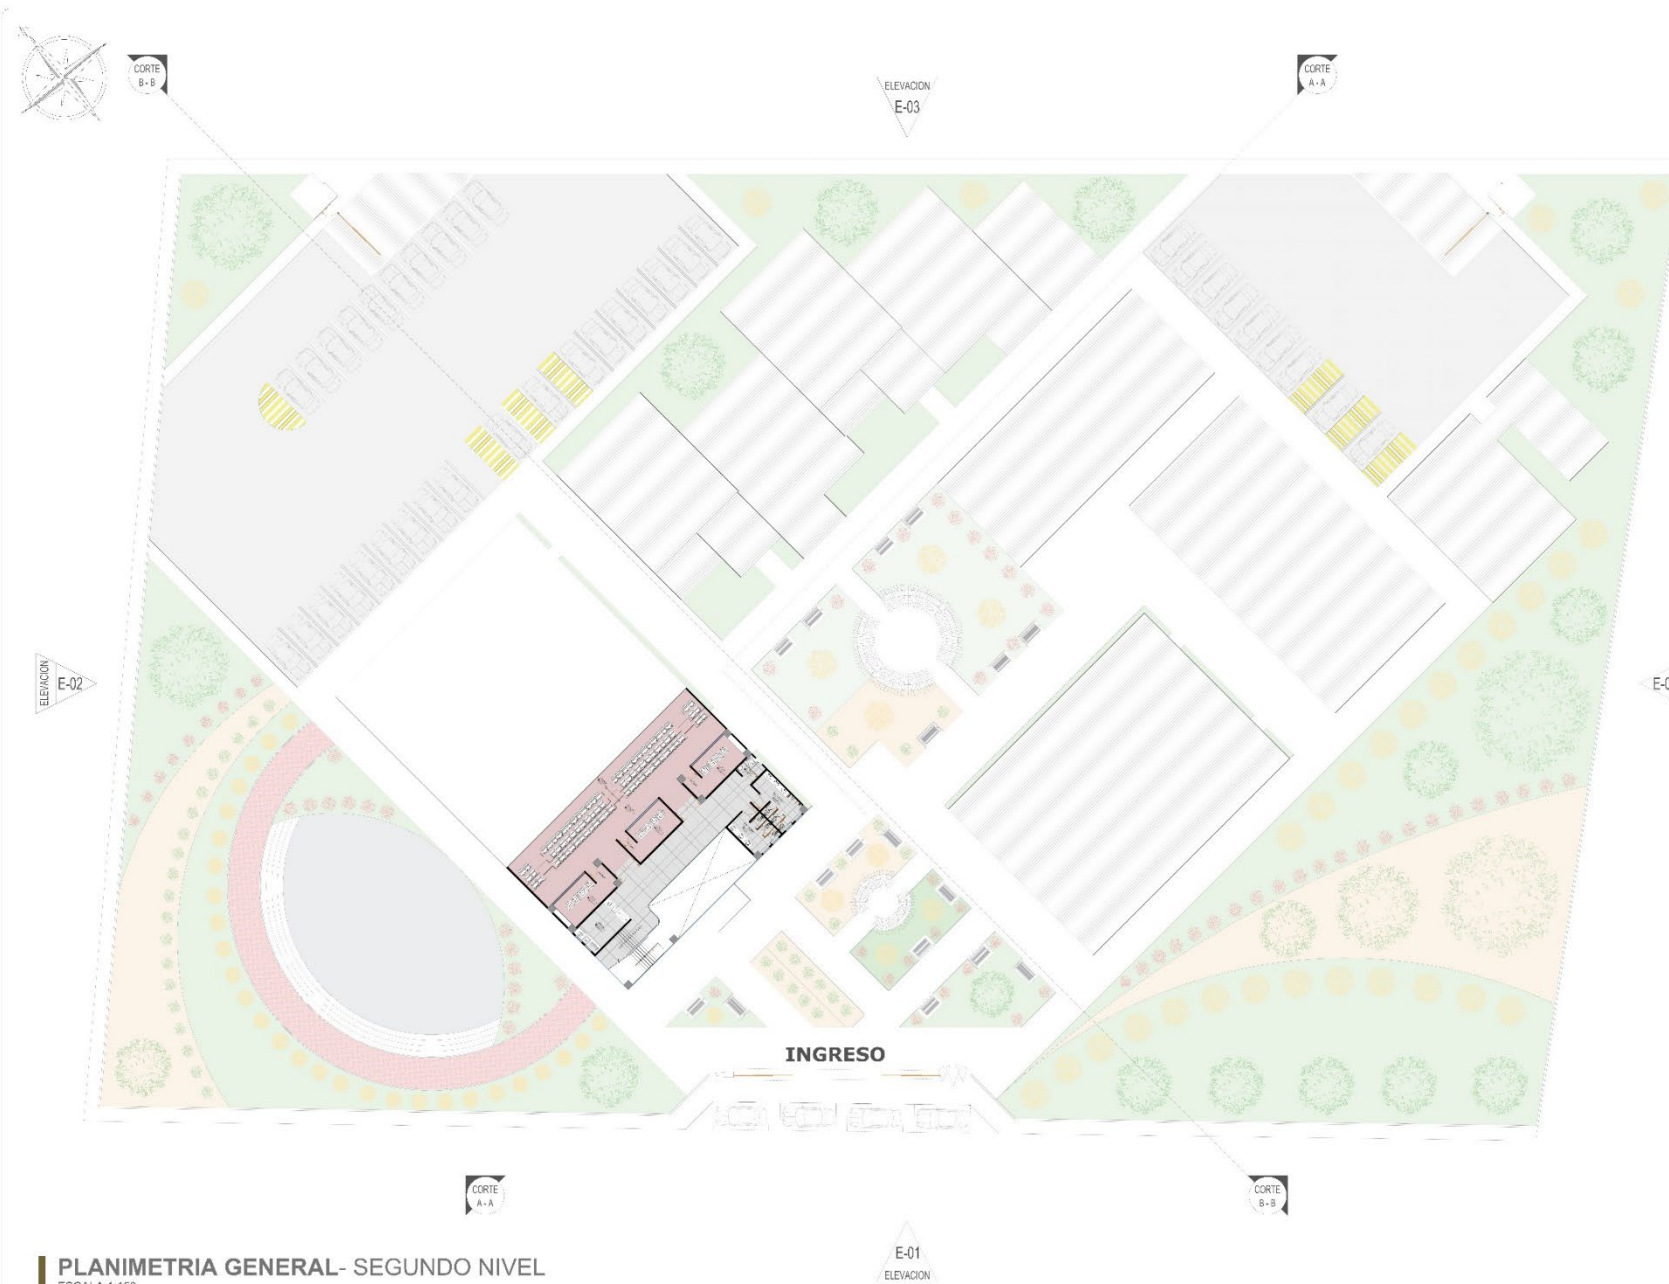 CORTE
B - B
ELEVACION
E-03
CORTE
A - A
ELEVACION
E-02
INGRESO
CORTE
A - A
CORTE
B - B
E-01
ELEVACION
PLANIMETRIA GENERAL- SEGUNDO NIVEL